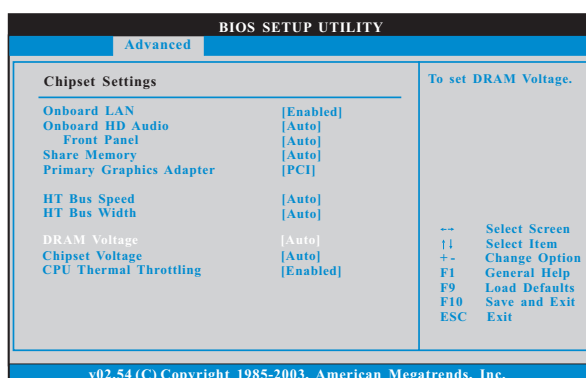 BIOS SETUP UTILITY
Advanced
Chipset Settings
Onboard LAN [Enabled]
Onboard HD Audio [Auto]
Front Panel [Auto]
Share Memory [Auto]
Primary Graphics Adapter [PCI]
HT Bus Speed [Auto]
HT Bus Width [Auto]
DRAM Voltage [Auto]
Chipset Voltage [Auto]
CPU Thermal Throttling [Enabled]
To set DRAM Voltage.
←→ Select Screen
↑↓ Select Item
+- Change Option
F1 General Help
F9 Load Defaults
F10 Save and Exit
ESC Exit
v02.54 (C) Copyright 1985-2003, American Megatrends, Inc.